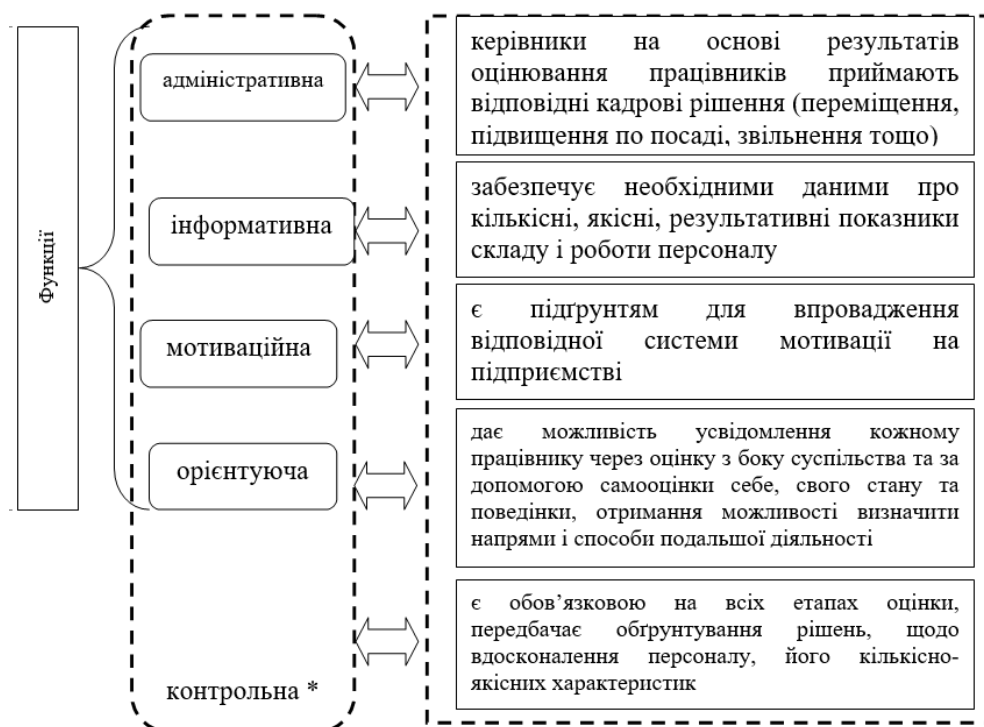 Функції
адміністративна
керівники на основі результатів
оцінювання працівників приймають
відповідні кадрові рішення (переміщення,
підвищення по посаді, звільнення тощо)
інформативна
забезпечує необхідними даними про
кількісні, якісні, результативні показники
складу і роботи персоналу
мотиваційна
є підґрунтям для впровадження
відповідної системи мотивації на
підприємстві
орієнтуюча
дає можливість усвідомлення кожному
працівнику через оцінку з боку суспільства та за
допомогою самооцінки себе, свого стану та
поведінки, отримання можливості визначити
напрями і способи подальшої діяльності
контрольна *
є обов’язковою на всіх етапах оцінки,
передбачає обґрунтування рішень, щодо
вдосконалення персоналу, його кількісно-
якісних характеристик